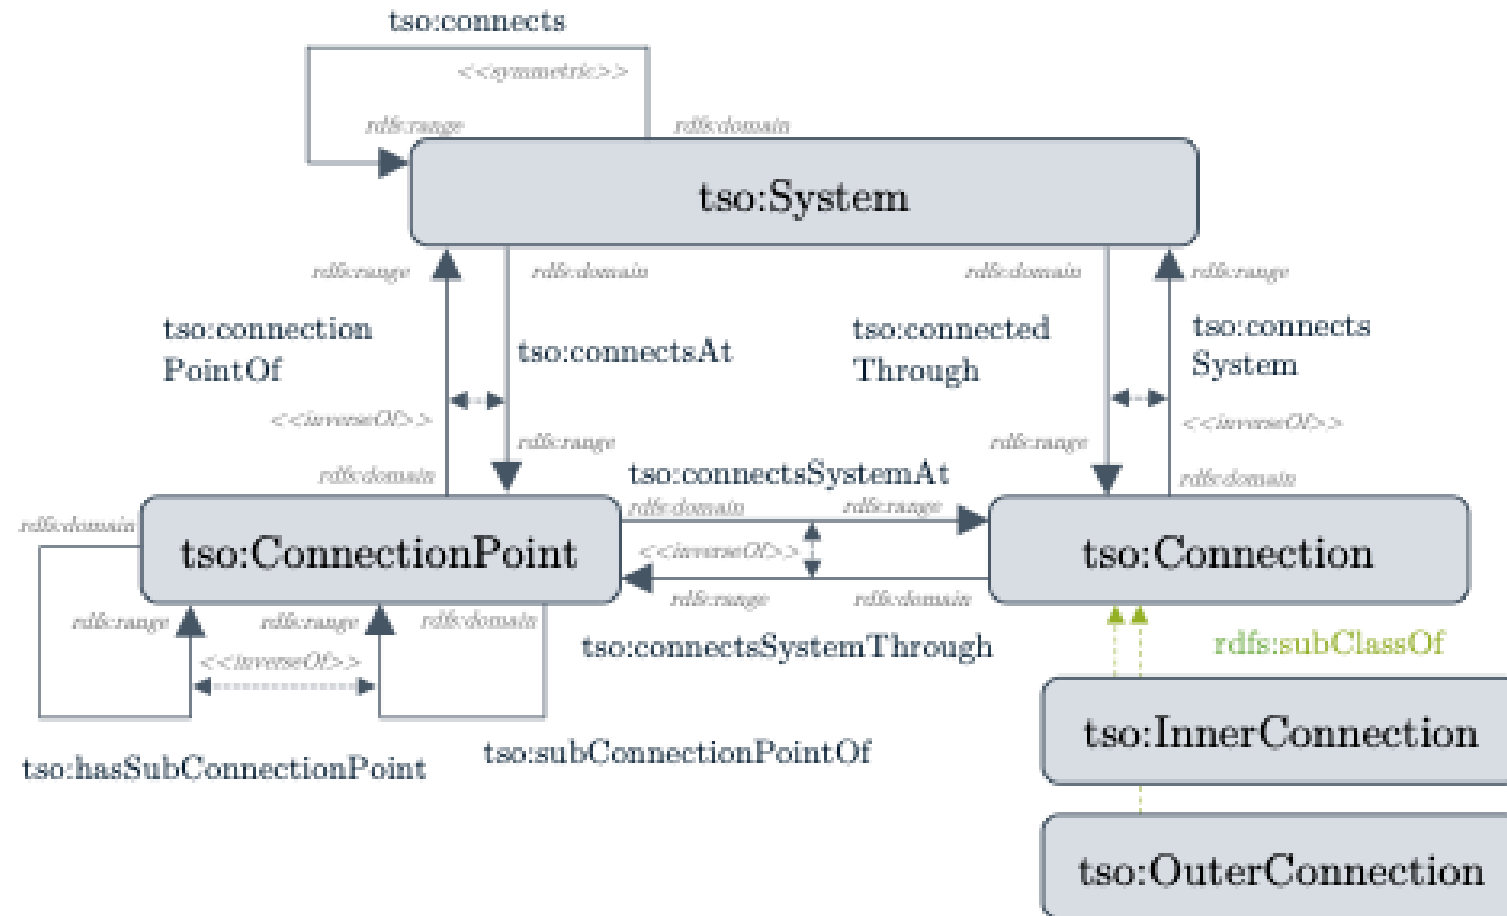 tso:connects
<<symmetric>>
rdfs:range
rdfs:domain
tso:System
rdfs:range
rdfs:domain
rdfs:domain
rdfs:range
tso:connection
PointOf
tso:connectsAt
tso:connected
Through
tso:connects
System
<<inverseOf>>
<<inverseOf>>
rdfs:range
rdfs:range
rdfs:domain
tso:connectsSystemAt
rdfs:domain
rdfs:domain
rdfs:domain
rdfs:range
tso:ConnectionPoint
<<inverseOf>>
tso:Connection
rdfs:range
rdfs:domain
rdfs:range
rdfs:range
rdfs:domain
tso:connectsSystemThrough
rdfs:subClassOf
<<inverseOf>>
tso:InnerConnection
tso:hasSubConnectionPoint
tso:subConnectionPointOf
tso:OuterConnection